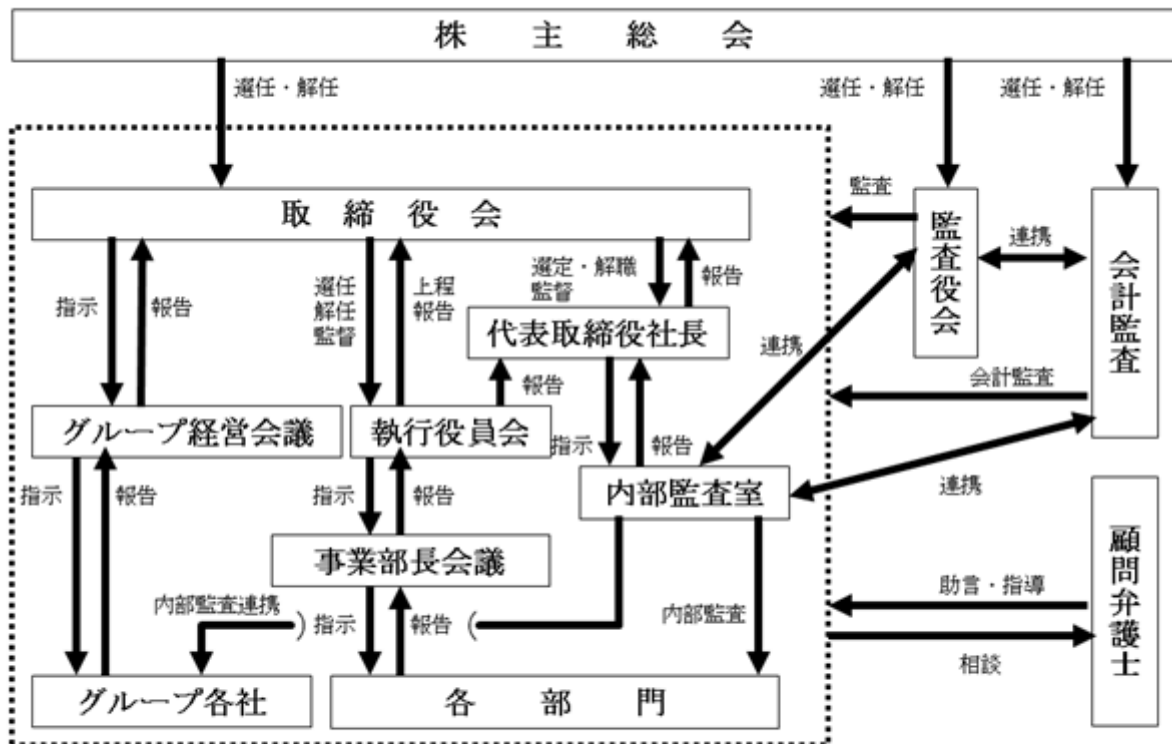 株主総会
選任・解任
選任・解任
選任・解任
取締役会
監査
監査役会
連携
会計監査
指示
報告
選任
解任
監督
上程
報告
選定・解職
監督
報告
代表取締役社長
連携
報告
会計監査
グループ経営会議
執行役員会
指示
報告
内部監査室
連携
指示
報告
指示
報告
事業部長会議
顧問弁護士
内部監査連携
指示
報告
内部監査
助言・指導
相談
グループ各社
各部門